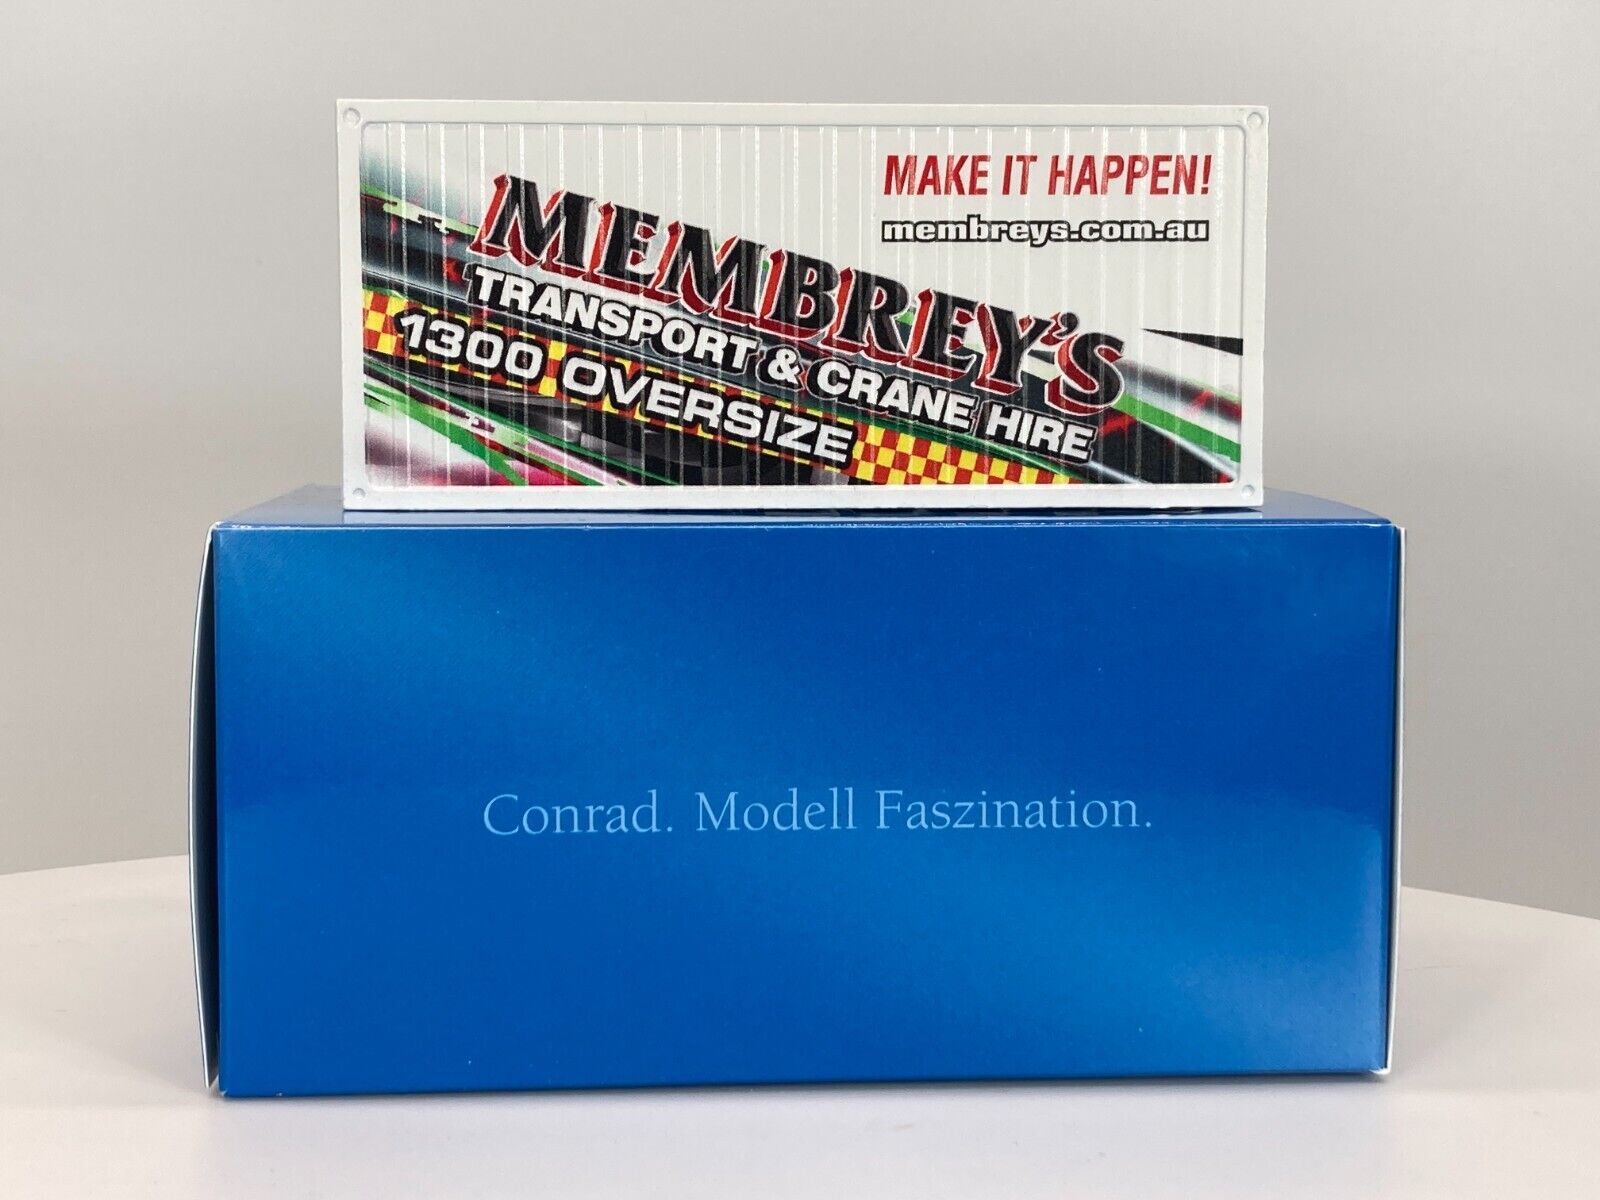 MAKE IT HAPPEN!
membreys.com.au
MEMBREY'S
TRANSPORT & CRANE HIRE
1300 OVERSIZE
Conrad. Modell Faszination.